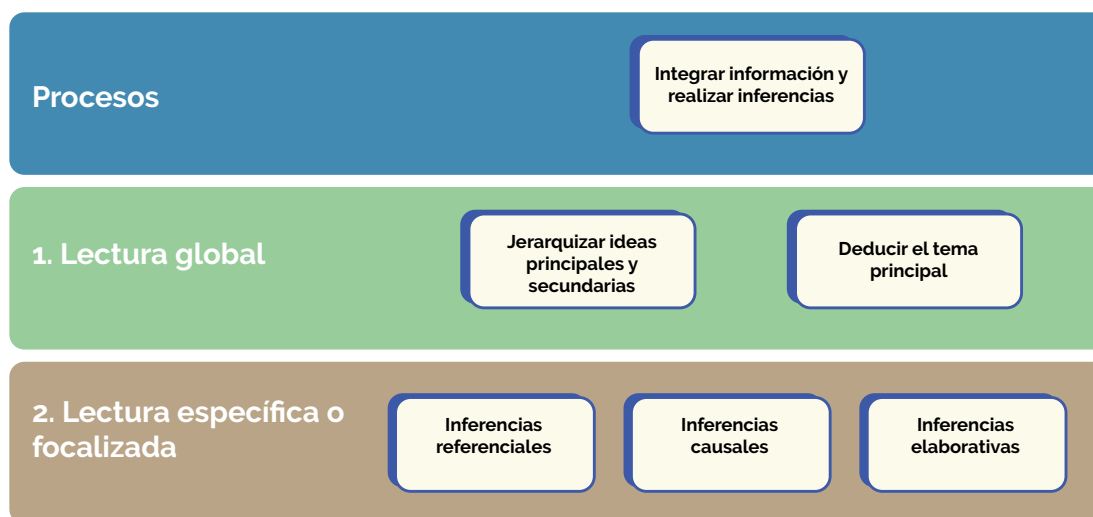 Procesos
Integrar información y
realizar inferencias
1. Lectura global
Jerarquizar ideas
principales y
secundarias
Deducir el tema
principal
2. Lectura específica o
focalizada
Inferencias
referenciales
Inferencias
causales
Inferencias
elaborativas